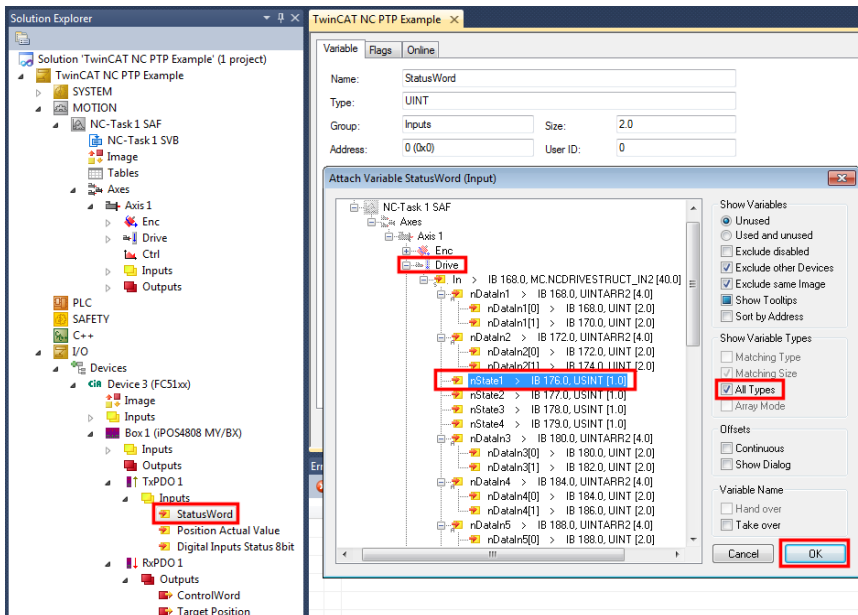 Solution Explorer
Solution 'TwinCAT NC PTP Example' (1 project)
TwinCAT NC PTP Example
SYSTEM
MOTION
NC-Task 1 SAF
NC-Task 1 SVB
Image
Tables
Axes
Axis 1
Enc
Drive
Ctrl
Inputs
Outputs
PLC
SAFETY
C++
I/O
Devices
Device 3 (FC51xx)
Image
Inputs
Box 1 (iPOS4808 MY/BX)
Inputs
Outputs
TxPDO 1
Inputs
StatusWord
Position Actual Value
Digital Inputs Status 8bit
RxPDO 1
Outputs
ControlWord
Target Position
TwinCAT NC PTP Example
Variable Flags Online
Name: StatusWord
Type: UINT
Group: Inputs Size: 2.0
Address: 0 (0x0) User ID: 0
Attach Variable StatusWord (Input)
NC-Task 1 SAF
Axes
Axis 1
Enc
Drive
In > IB 168.0, MC.NCDRIVESTRUCT_IN2 [40.0]
nDataIn1 > IB 168.0, UINTARR2 [4.0]
nDataIn1[0] > IB 168.0, UINT [2.0]
nDataIn1[1] > IB 170.0, UINT [2.0]
nDataIn2 > IB 172.0, UINTARR2 [4.0]
nDataIn2[0] > IB 172.0, UINT [2.0]
nDataIn2[1] > IB 174.0, UINT [2.0]
nState1 > IB 176.0, USINT [1.0]
nState2 > IB 177.0, USINT [1.0]
nState3 > IB 178.0, USINT [1.0]
nState4 > IB 179.0, USINT [1.0]
nDataIn3 > IB 180.0, UINTARR2 [4.0]
nDataIn3[0] > IB 180.0, UINT [2.0]
nDataIn3[1] > IB 182.0, UINT [2.0]
nDataIn4 > IB 184.0, UINTARR2 [4.0]
nDataIn4[0] > IB 184.0, UINT [2.0]
nDataIn4[1] > IB 186.0, UINT [2.0]
nDataIn5 > IB 188.0, UINTARR2 [4.0]
nDataIn5[0] > IB 188.0, UINT [2.0]
Show Variables
Unused
Used and unused
Exclude disabled
Exclude other Devices
Exclude same Image
Show Tooltips
Sort by Address
Show Variable Types
Matching Type
Matching Size
All Types
Array Mode
Offsets
Continuous
Show Dialog
Variable Name
Hand over
Take over
Cancel OK